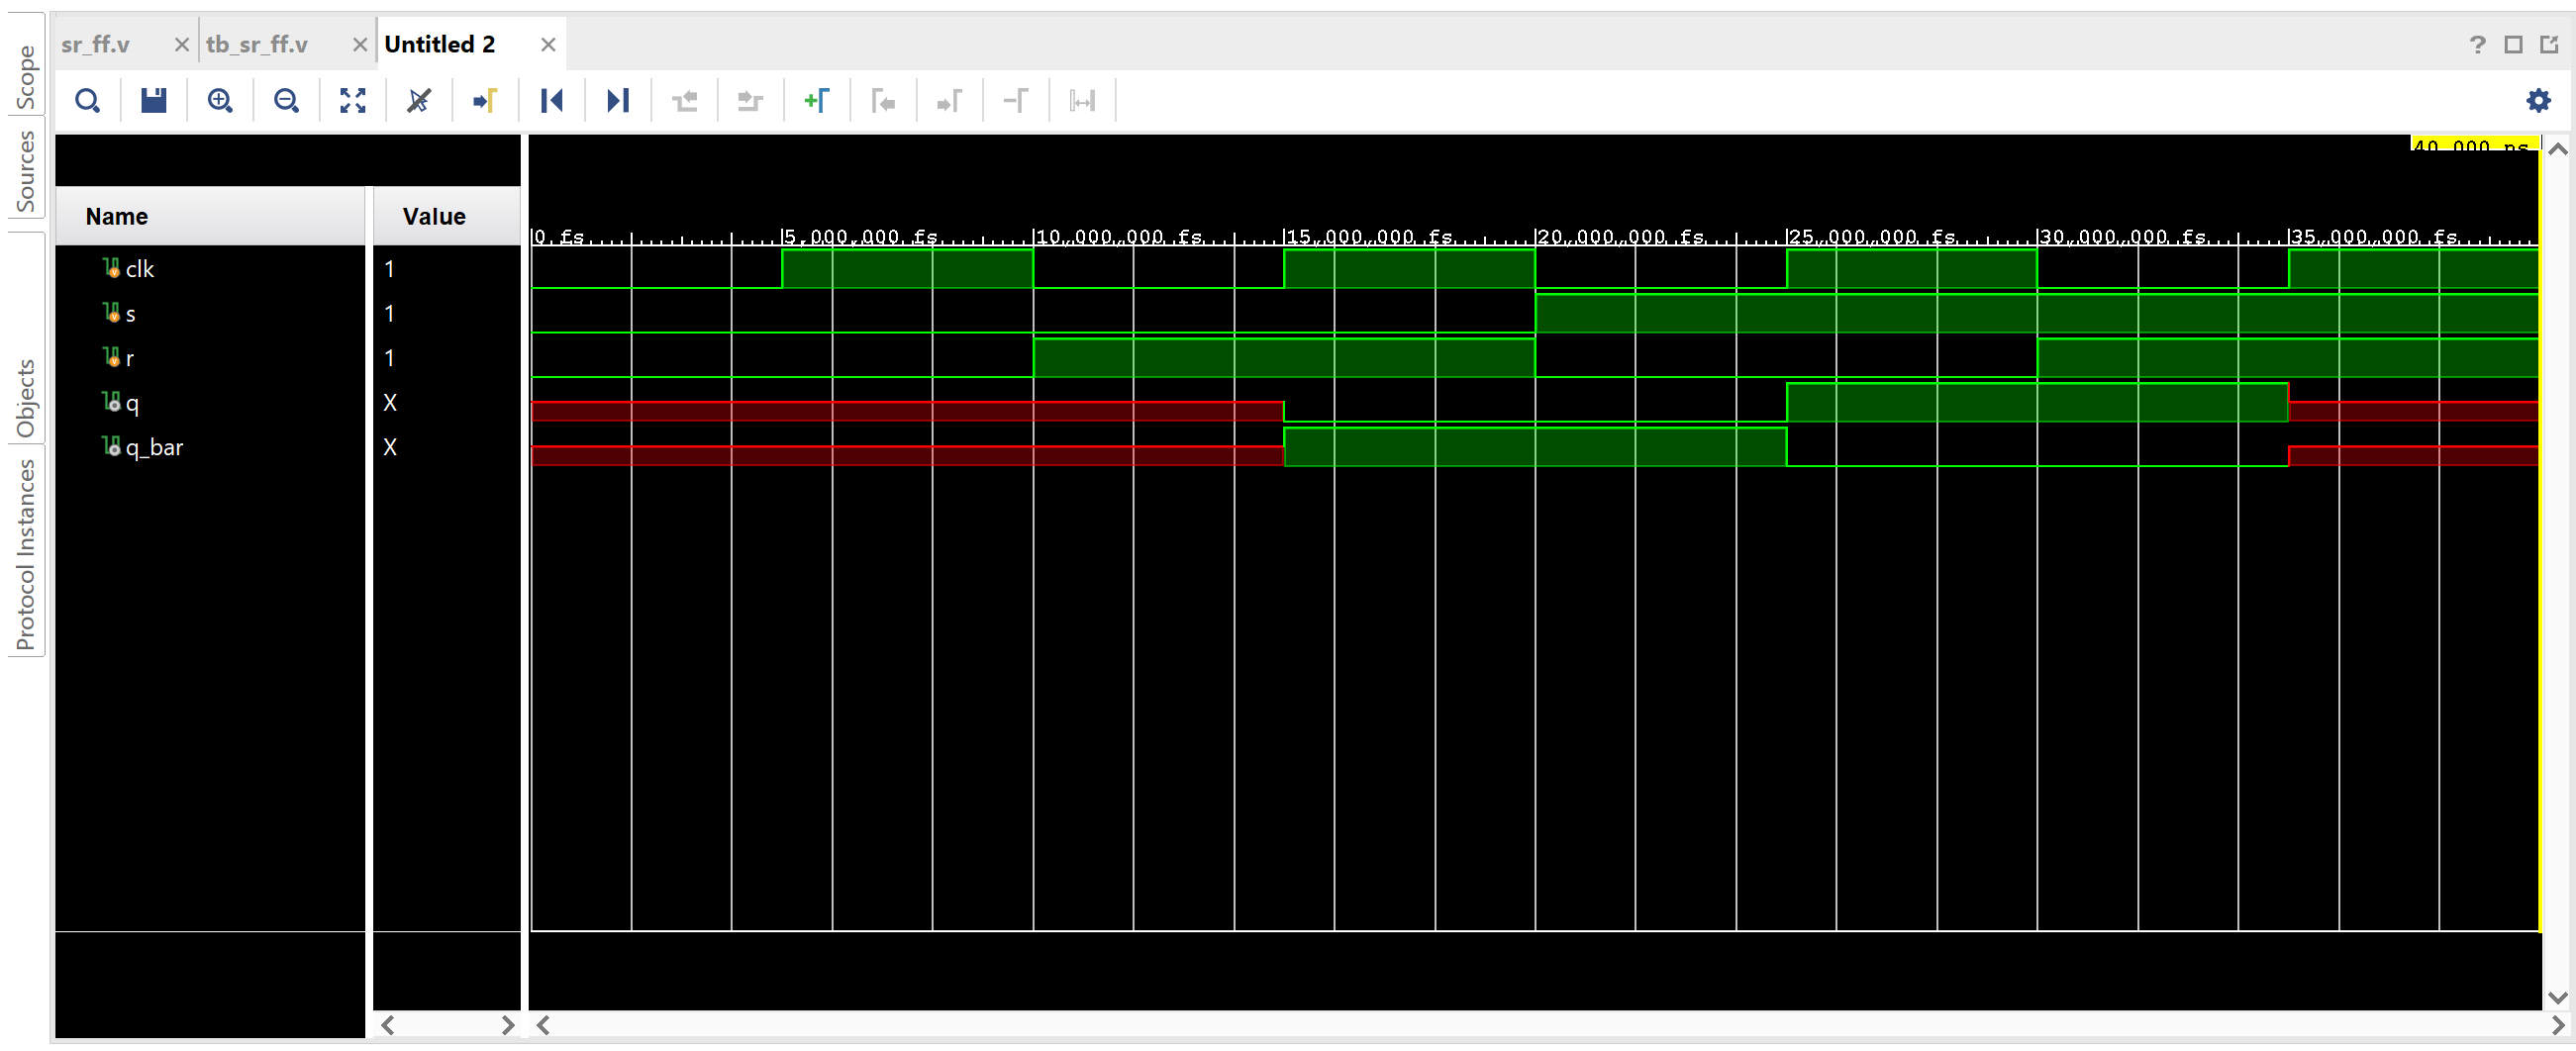 sr_ff.v tb_sr_ff.v Untitled 2
?
Scope
Sources
Objects
Protocol Instances
40.000 ns
Name Value
0 fs 5,000,000 fs 10,000,000 fs 15,000,000 fs 20,000,000 fs 25,000,000 fs 30,000,000 fs 35,000,000 fs
clk 1
s 1
r 1
q X
q_bar X